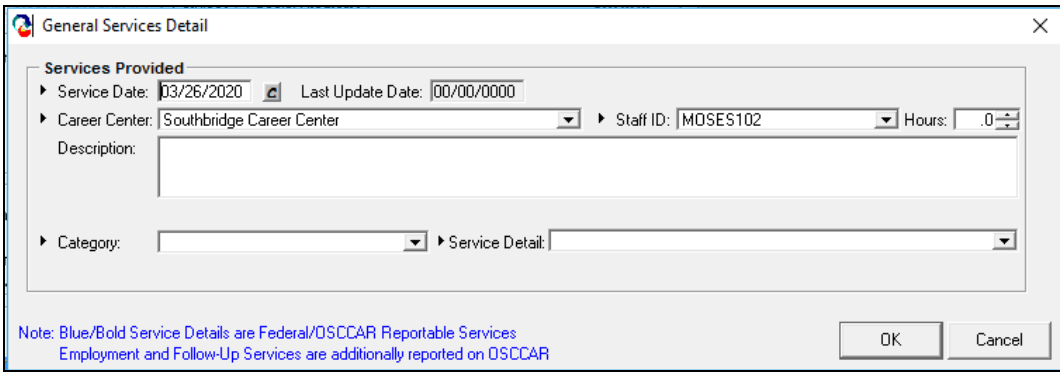 General Services Detail
Services Provided
Service Date: 03/26/2020 c Last Update Date: 00/00/0000
Career Center: Southbridge Career Center Staff ID: MOSES102 Hours: .0
Description:
Category: Service Detail:
Note: Blue/Bold Service Details are Federal/OSCCAR Reportable Services
Employment and Follow-Up Services are additionally reported on OSCCAR
OK Cancel